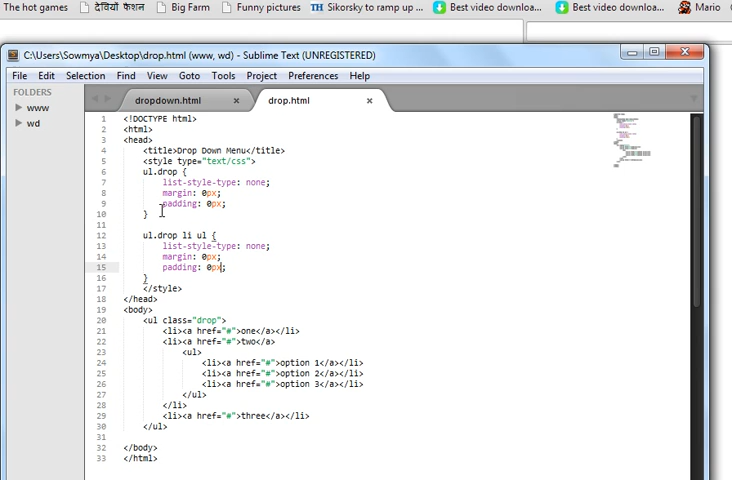 The hot games देवियों फैशन Big Farm Funny pictures TH Sikorsky to ramp up ... Best video downloa... Best video downloa... Mario
C:\Users\Sowmya\Desktop\drop.html (www, wd) - Sublime Text (UNREGISTERED)
File Edit Selection Find View Goto Tools Project Preferences Help
FOLDERS
www
wd
dropdown.html × drop.html ×
1 <!DOCTYPE html>
2 <html>
3 <head>
4 <title>Drop Down Menu</title>
5 <style type="text/css">
6 ul.drop {
7 list-style-type: none;
8 margin: 0px;
9 padding: 0px;
10 }
11
12 ul.drop li ul {
13 list-style-type: none;
14 margin: 0px;
15 padding: 0px;
16 }
17 </style>
18 </head>
19 <body>
20 <ul class="drop">
21 <li><a href="#">one</a></li>
22 <li><a href="#">two</a>
23 <ul>
24 <li><a href="#">option 1</a></li>
25 <li><a href="#">option 2</a></li>
26 <li><a href="#">option 3</a></li>
27 </ul>
28 </li>
29 <li><a href="#">three</a></li>
30 </ul>
31
32 </body>
33 </html>